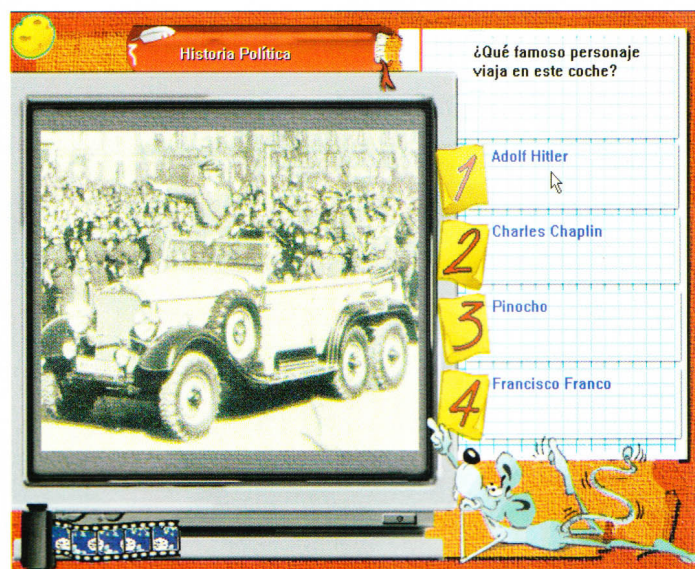 Historia Política
¿Qué famoso personaje
viaja en este coche?
1
Adolf Hitler
2
Charles Chaplin
3
Pinocho
4
Francisco Franco